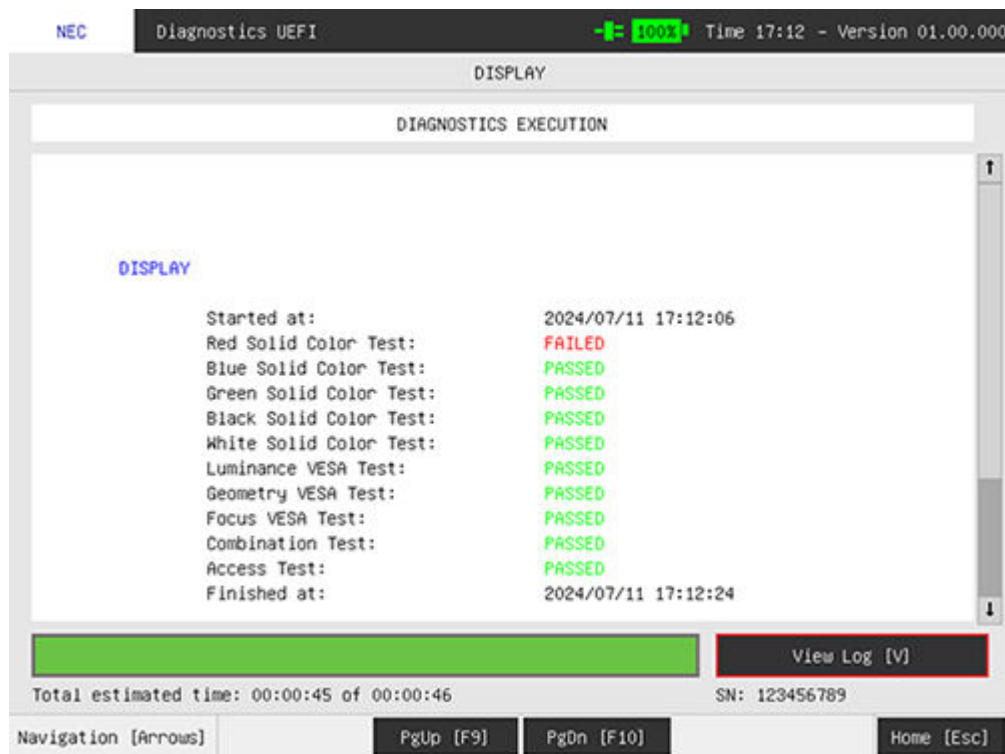 NEC Diagnostics UEFI 100% Time 17:12 - Version 01.00.000
DISPLAY
DIAGNOSTICS EXECUTION
DISPLAY
Started at: 2024/07/11 17:12:06
Red Solid Color Test: FAILED
Blue Solid Color Test: PASSED
Green Solid Color Test: PASSED
Black Solid Color Test: PASSED
White Solid Color Test: PASSED
Luminance VESA Test: PASSED
Geometry VESA Test: PASSED
Focus VESA Test: PASSED
Combination Test: PASSED
Access Test: PASSED
Finished at: 2024/07/11 17:12:24
View Log [V]
Total estimated time: 00:00:45 of 00:00:46 SN: 123456789
Navigation [Arrows] PgUp [F9] PgDn [F10] Home [Esc]